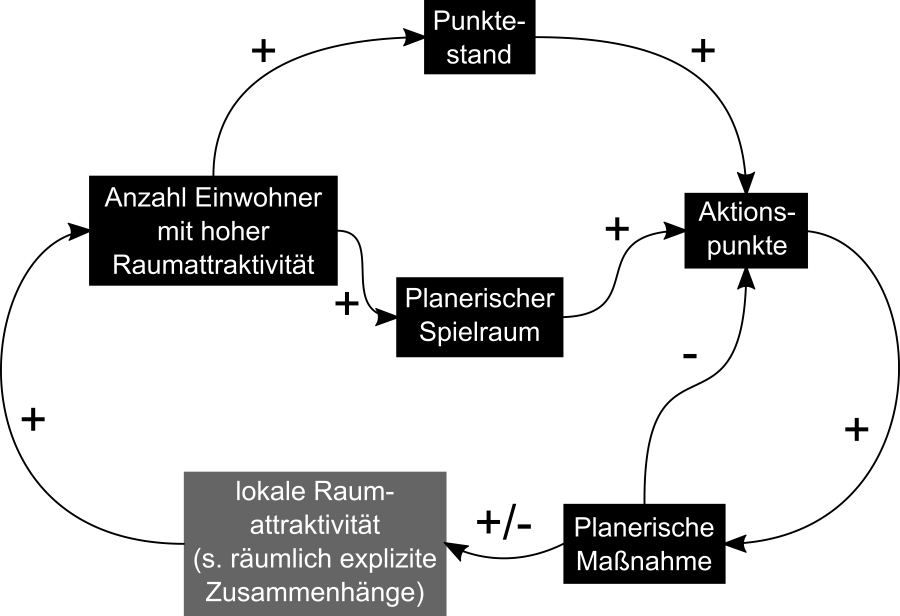 Punkte-
stand
+
+
Anzahl Einwohner
mit hoher
Raumattraktivität
Aktions-
punkte
+
+
Planerischer
Spielraum
-
+
+
lokale Raum-
attraktivität
(s. räumlich explizite
Zusammenhänge)
+/-
Planerische
Maßnahme